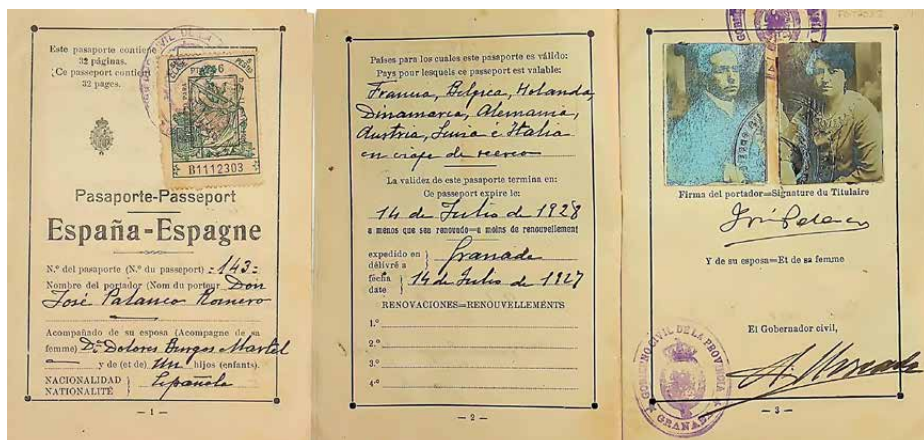 Este pasaporte contiene
32 páginas.
Ce passeport contient
32 pages.
B1112303
Pasaporte-Passeport
España-Espagne
N.º del pasaporte (N.º du passeport) : 143 :
Nombre del portador (Nom du porteur) Don
José Palanco Romero
Acompañado de su esposa (Acompagne de sa
femme) D.ª Dolores Burgos Martel
y de (et de) Un hijos (enfants).
NACIONALIDAD
NATIONALITÉ
Española
— 1 —
Países para los cuales este pasaporte es válido:
Pays pour lesquels ce passeport est valable:
Francia, Belgica, Holanda,
Dinamarca, Alemania,
Austria, Suiza é Italia
en viaje de recreo
La validez de este pasaporte termina en:
Ce passeport expire le:
14 de Julio de 1928
a menos que sea renovado=a moins de renouvellement
expedido en
délivré a
Granada
fecha
date
14 de Julio de 1927
RENOVACIONES=RENOUVELLEMENTS
1.º
2.º
3.º
4.º
— 2 —
Firma del portador=Signature du Titulaire
José Palanco
Y de su esposa=Et de sa femme
El Gobernador civil,
GOBIERNO CIVIL DE LA PROVINCIA
GRANADA
— 3 —